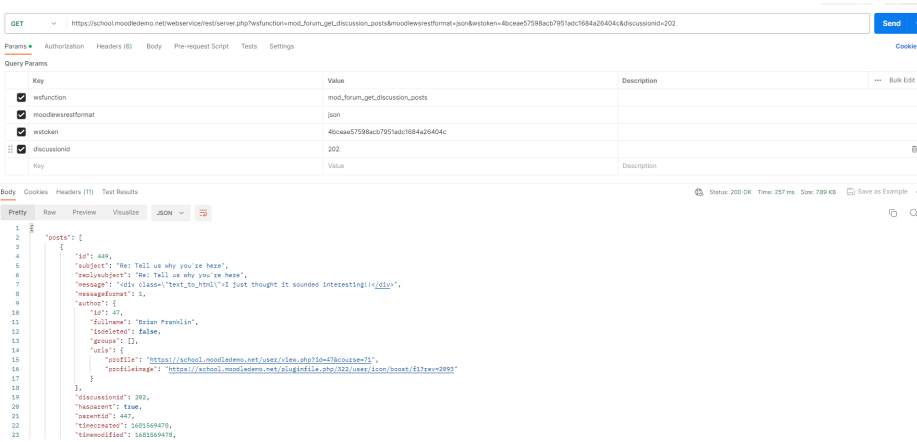 GET https://school.moodledemo.net/webservice/rest/server.php?wsfunction=mod_forum_get_discussion_posts&moodlewsrestformat=json&wstoken=4bceae57598acb7951adc1684a26404c&discussionid=202 Send
Params Authorization Headers (6) Body Pre-request Script Tests Settings Cookie
Query Params
Key Value Description Bulk Edit
wsfunction mod_forum_get_discussion_posts
moodlewsrestformat json
wstoken 4bceae57598acb7951adc1684a26404c
discussionid 202
Key Value Description
Body Cookies Headers (11) Test Results Status: 200 OK Time: 257 ms Size: 7.89 KB Save as Example
Pretty Raw Preview Visualize JSON
1 {
2 "posts": [
3 {
4 "id": 449,
5 "subject": "Re: Tell us why you're here",
6 "replysubject": "Re: Tell us why you're here",
7 "message": "<div class=\"text_to_html\">I just thought it sounded interesting!!</div>",
8 "messageformat": 1,
9 "author": {
10 "id": 47,
11 "fullname": "Brian Franklin",
12 "isdeleted": false,
13 "groups": [],
14 "urls": {
15 "profile": "https://school.moodledemo.net/user/view.php?id=47&course=71",
16 "profileimage": "https://school.moodledemo.net/pluginfile.php/322/user/icon/boost/f1?rev=2093"
17 }
18 },
19 "discussionid": 202,
20 "hasparent": true,
21 "parentid": 447,
22 "timecreated": 1681569478,
23 "timemodified": 1681569478,